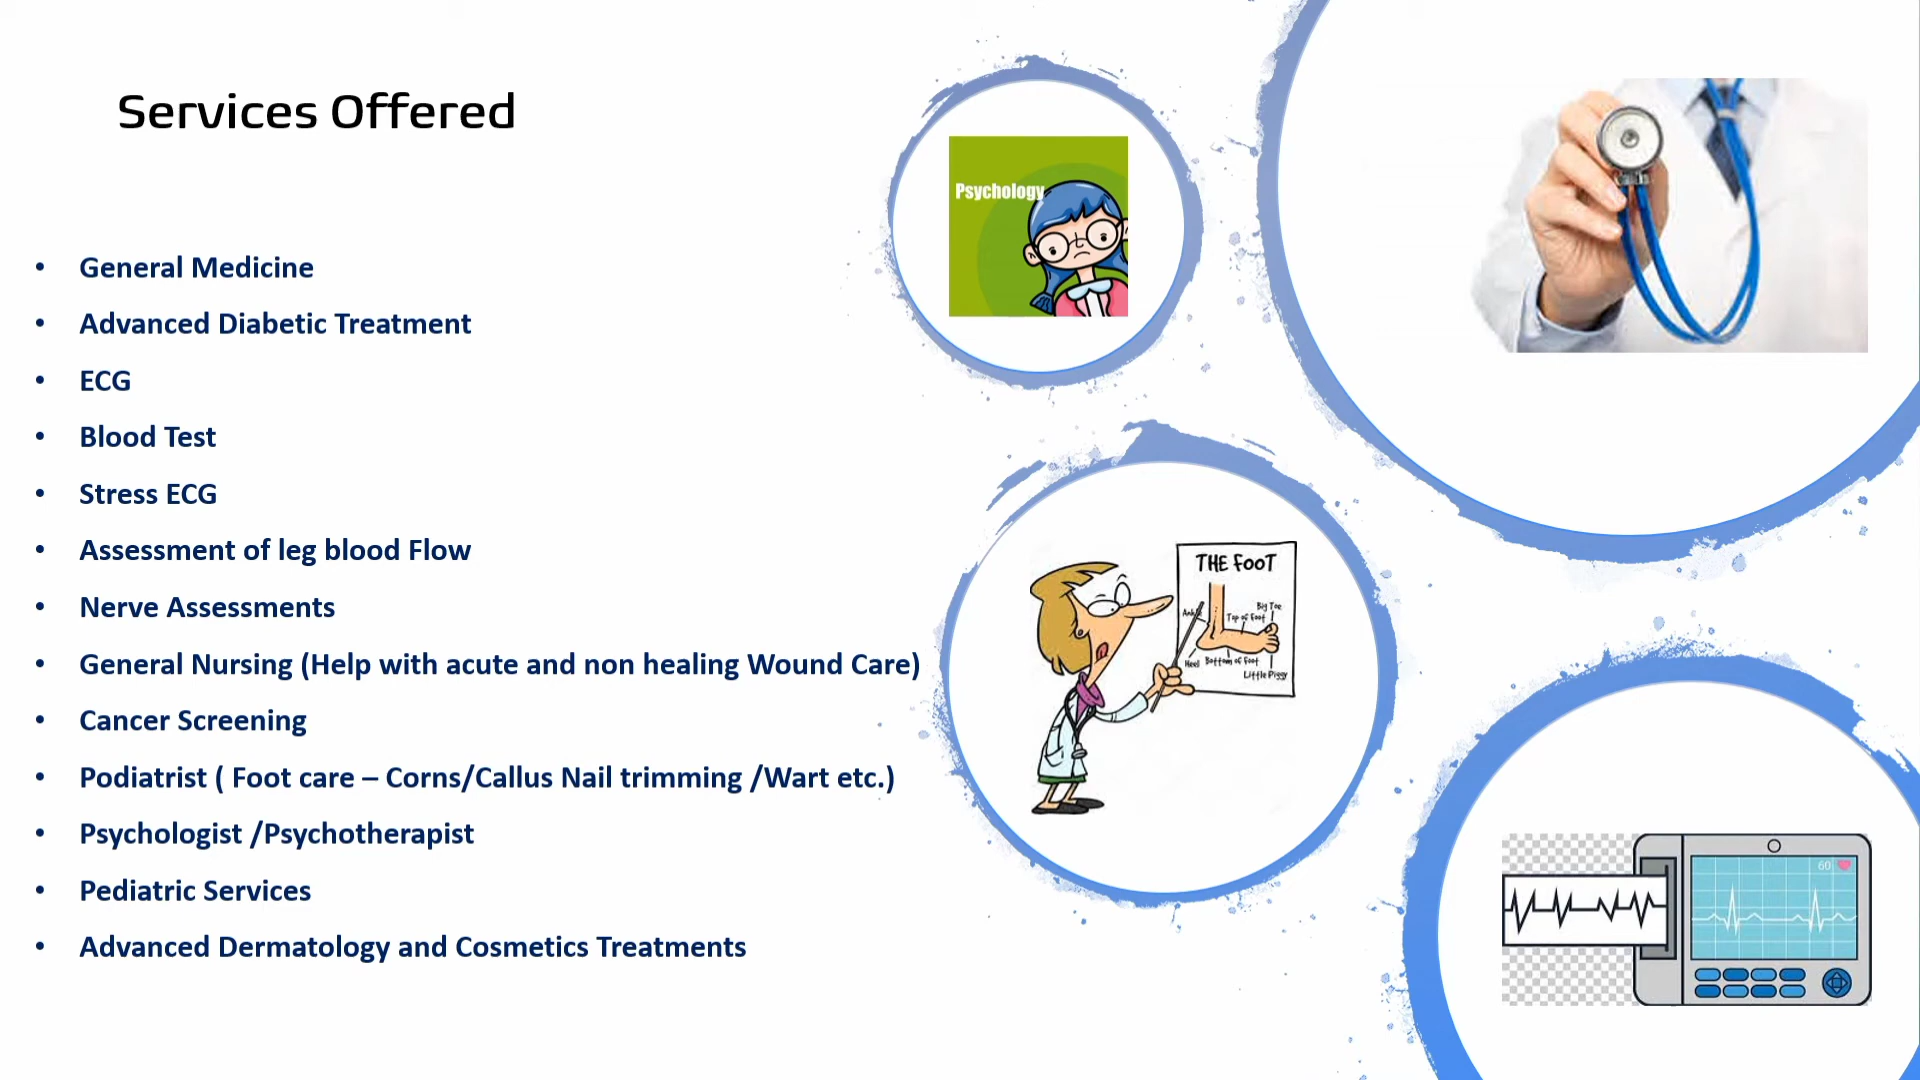 Services Offered
• General Medicine
• Advanced Diabetic Treatment
• ECG
• Blood Test
• Stress ECG
• Assessment of leg blood Flow
• Nerve Assessments
• General Nursing (Help with acute and non healing Wound Care)
• Cancer Screening
• Podiatrist ( Foot care – Corns/Callus Nail trimming /Wart etc.)
• Psychologist /Psychotherapist
• Pediatric Services
• Advanced Dermatology and Cosmetics Treatments
Psychology
THE FOOT
Big Toe
Ankle
Top of Foot
Heel
Bottom of Foot
Little Piggy
60